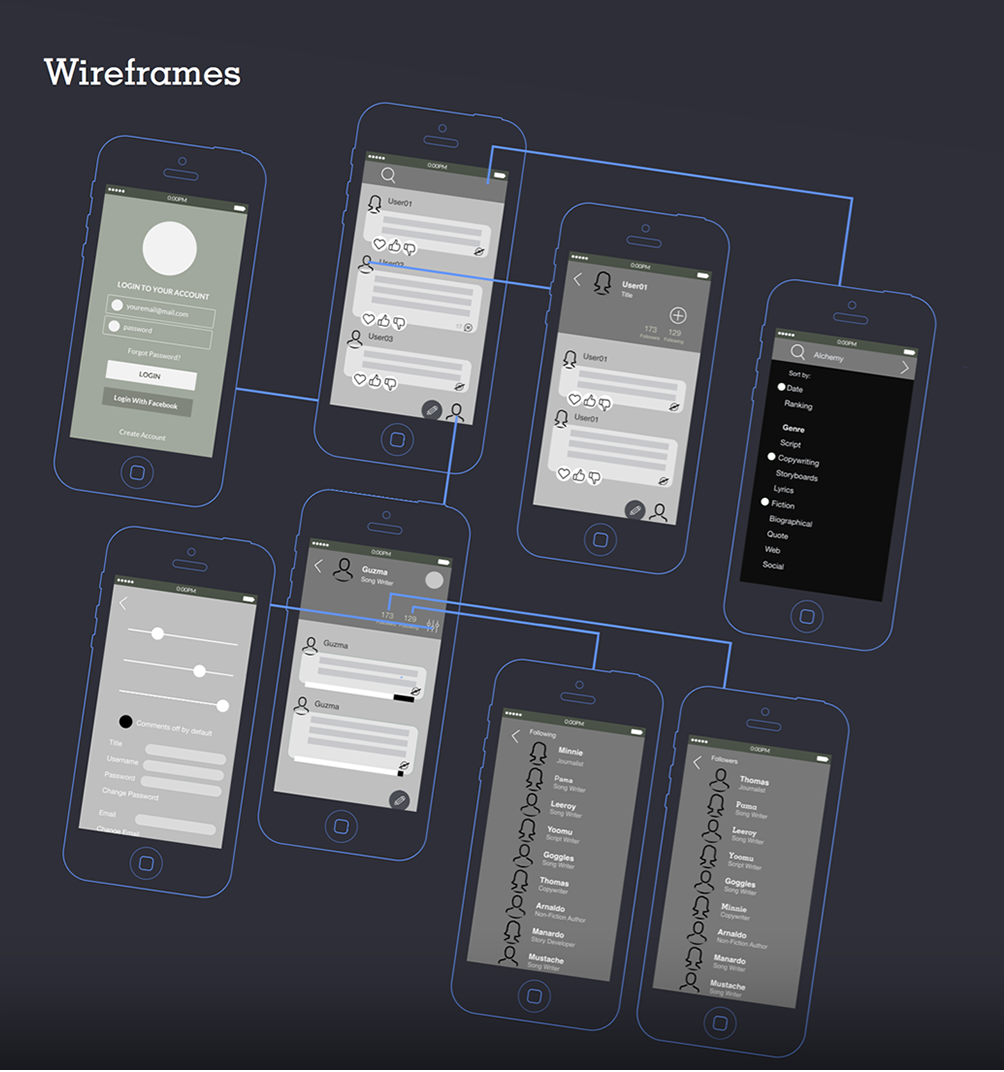 Wireframes
0:00PM
LOGIN TO YOUR ACCOUNT
youremail@mail.com
password
Forgot Password?
LOGIN
Login With Facebook
Create Account
0:00PM
User01
User03
0:00PM
User01
Title
173 129
Followers Following
User01
User01
0:00PM
Alchemy
Sort by:
Date
Ranking
Genre
Script
Copywriting
Storyboards
Lyrics
Fiction
Biographical
Quote
Web
Social
0:00PM
Comments off by default
Title
Username
Password
Change Password
Email
Change Email
0:00PM
Guzma
Song Writer
173 129
Guzma
Guzma
0:00PM
Following
Minnie
Journalist
Pama
Song Writer
Leeroy
Song Writer
Yoomu
Script Writer
Goggles
Song Writer
Thomas
Copywriter
Arnaldo
Non-Fiction Author
Manardo
Story Developer
Mustache
Song Writer
0:00PM
Followers
Thomas
Journalist
Pama
Song Writer
Leeroy
Song Writer
Yoomu
Script Writer
Goggles
Song Writer
Minnie
Copywriter
Arnaldo
Non-Fiction Author
Manardo
Song Writer
Mustache
Song Writer